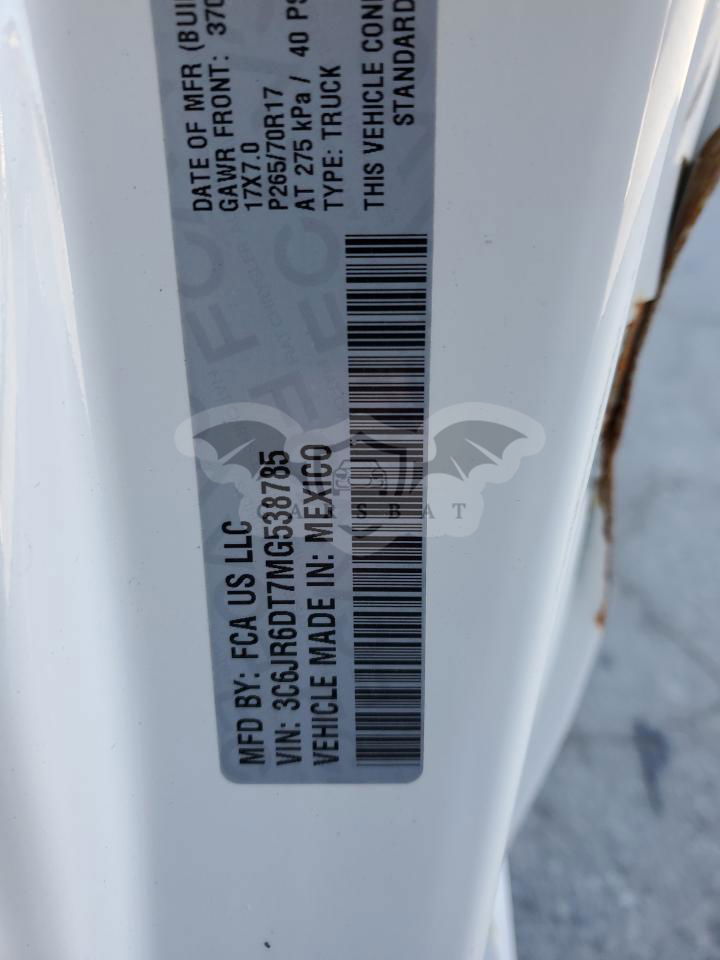 MFD BY: FCA US LLC
VIN: 3C6JR6DT7MG538785
VEHICLE MADE IN: MEXICO
DATE OF MFR (BUI
GAWR FRONT: 370
17X7.0
P265/70R17
AT 275 kPa / 40 PS
TYPE: TRUCK
THIS VEHICLE CON
STANDARD
CARSBAT